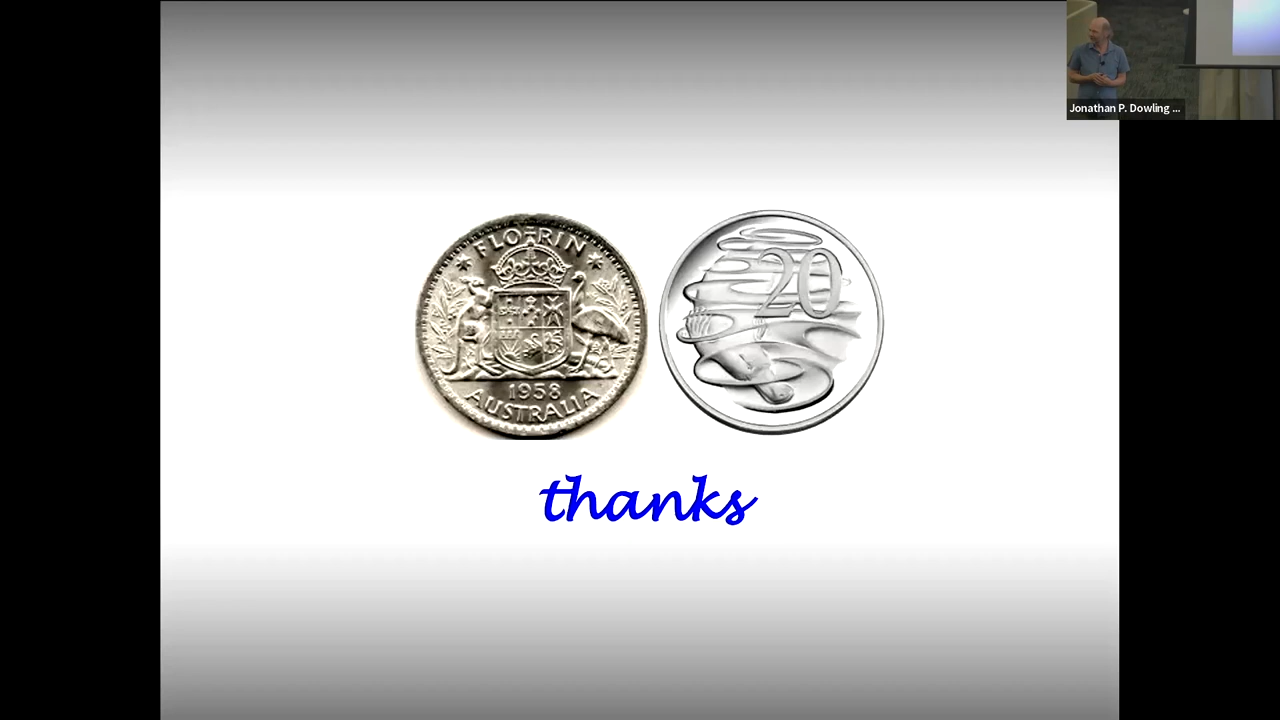 Jonathan P. Dowling ...
FLORIN
20
1958
AUSTRALIA
thanks